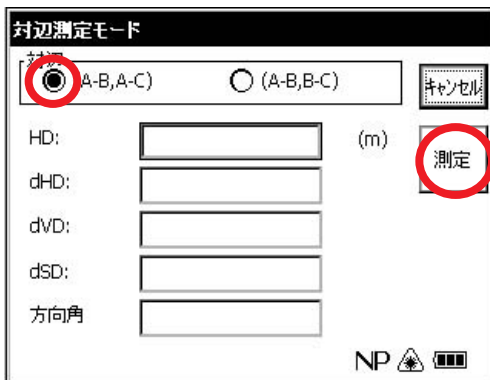 対辺測定モード
対辺
(A-B,A-C) (A-B,B-C)
キャンセル
HD: (m)
測定
dHD:
dVD:
dSD:
方向角
NP